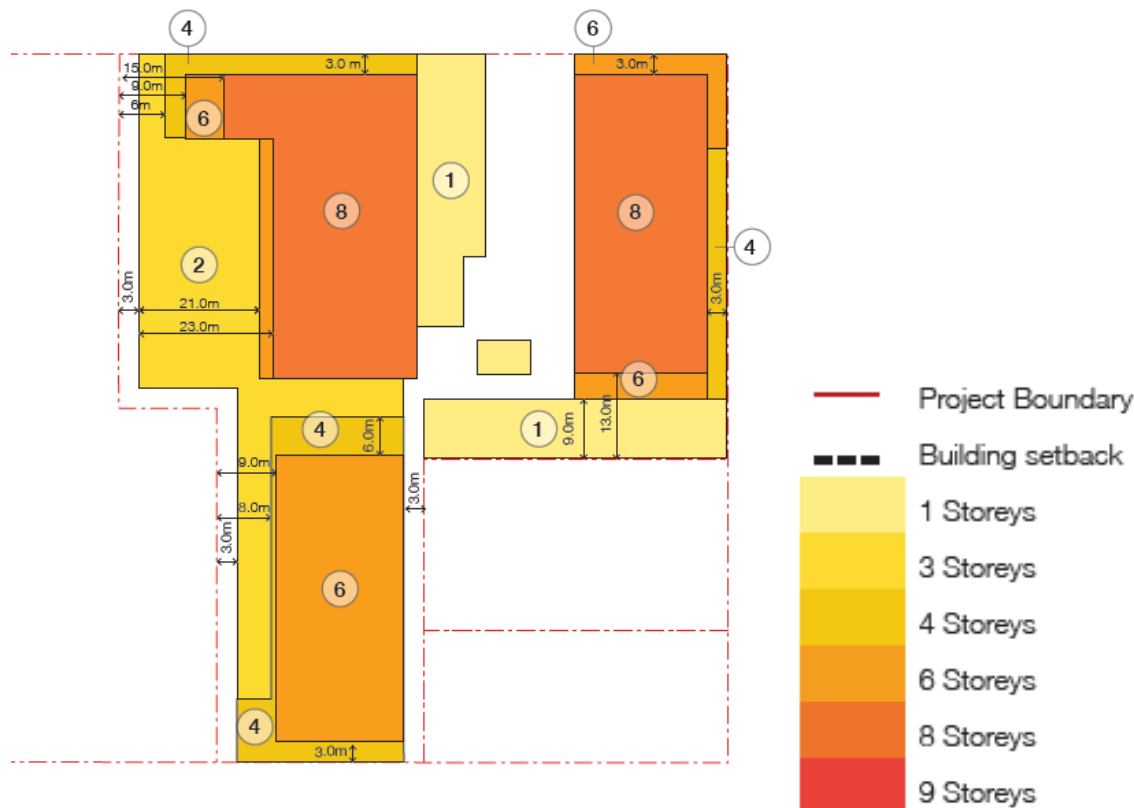 4
6
3.0 m
3.0m
15.0m
9.0m
6m
6
1
8
8
4
2
3.0m
21.0m
23.0m
3.0m
6
4
6.0m
1
9.0m
13.0m
9.0m
8.0m
3.0m
3.0m
6
4
3.0m
Project Boundary
Building setback
1 Storeys
3 Storeys
4 Storeys
6 Storeys
8 Storeys
9 Storeys